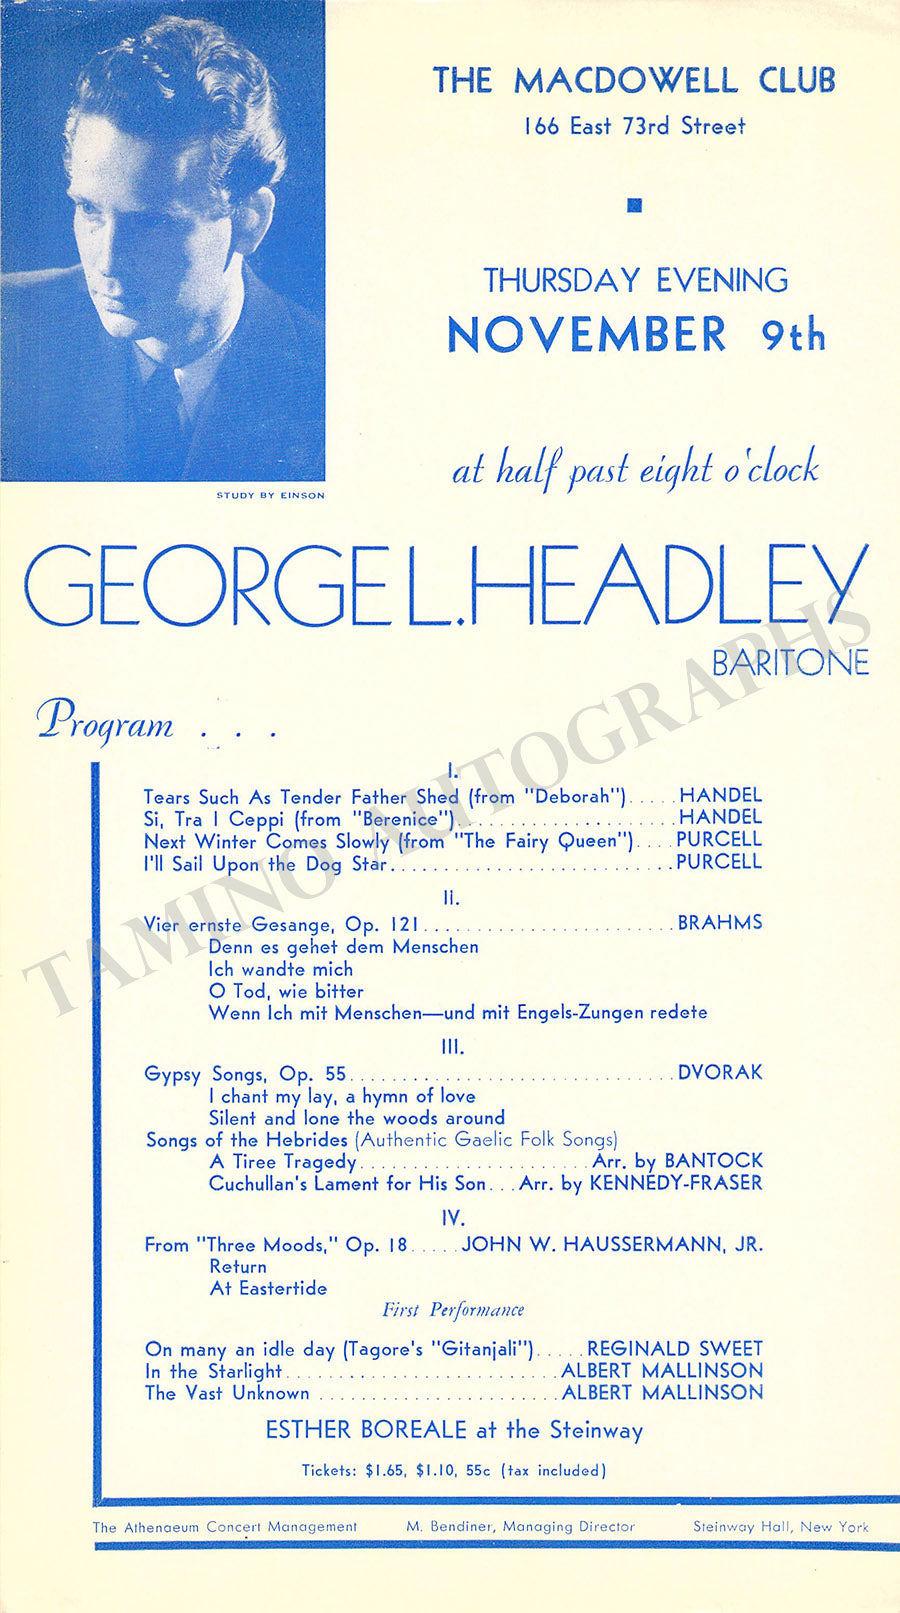 THE MACDOWELL CLUB
166 East 73rd Street
THURSDAY EVENING
NOVEMBER 9th
at half past eight o'clock
STUDY BY EINSON
GEORGE L. HEADLEY
BARITONE
Program . . .
I.
Tears Such As Tender Father Shed (from "Deborah") ..... HANDEL
Si, Tra I Ceppi (from "Berenice") ..................... HANDEL
Next Winter Comes Slowly (from "The Fairy Queen") .... PURCELL
I'll Sail Upon the Dog Star ........................... PURCELL
II.
Vier ernste Gesange, Op. 121 ........................ BRAHMS
Denn es gehet dem Menschen
Ich wandte mich
O Tod, wie bitter
Wenn Ich mit Menschen—und mit Engels-Zungen redete
III.
Gypsy Songs, Op. 55 ............................... DVORAK
I chant my lay, a hymn of love
Silent and lone the woods around
Songs of the Hebrides (Authentic Gaelic Folk Songs)
A Tiree Tragedy ...................... Arr. by BANTOCK
Cuchullan's Lament for His Son ... Arr. by KENNEDY-FRASER
IV.
From "Three Moods," Op. 18 ..... JOHN W. HAUSSERMANN, JR.
Return
At Eastertide
First Performance
On many an idle day (Tagore's "Gitanjali") ..... REGINALD SWEET
In the Starlight .......................... ALBERT MALLINSON
The Vast Unknown ....................... ALBERT MALLINSON
ESTHER BOREALE at the Steinway
Tickets: $1.65, $1.10, 55c (tax included)
The Athenaeum Concert Management M. Bendiner, Managing Director Steinway Hall, New York
TAMINO AUTOGRAPHS